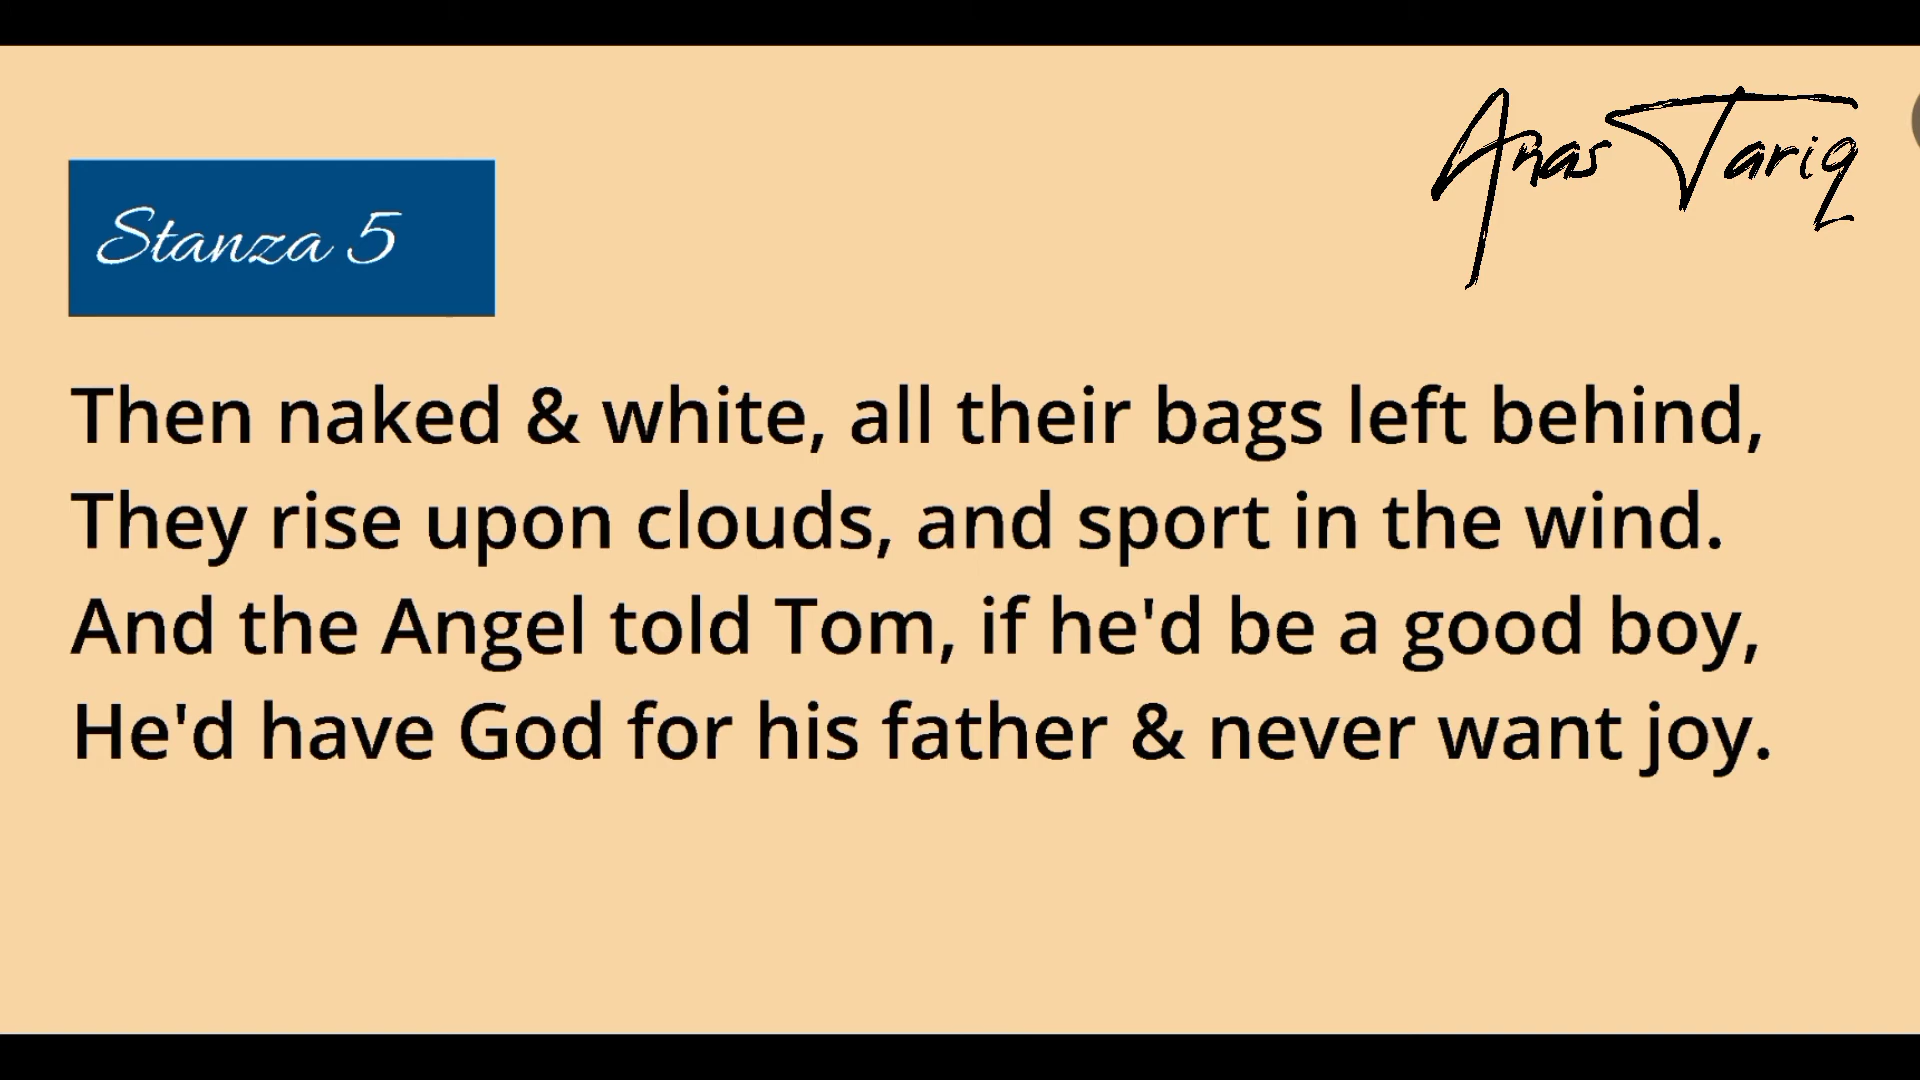 Anas Tariq
Stanza 5
Then naked & white, all their bags left behind,
They rise upon clouds, and sport in the wind.
And the Angel told Tom, if he'd be a good boy,
He'd have God for his father & never want joy.